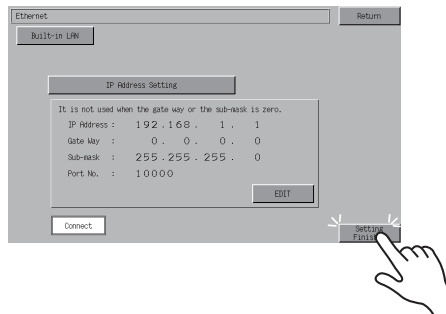 Ethernet
Return
Built-in LAN
IP Address Setting
It is not used when the gate way or the sub-mask is zero.
IP Address : 192.168. 1. 1
Gate Way : 0. 0. 0. 0
Sub-mask : 255.255.255. 0
Port No. : 10000
EDIT
Connect
Setting
Finis